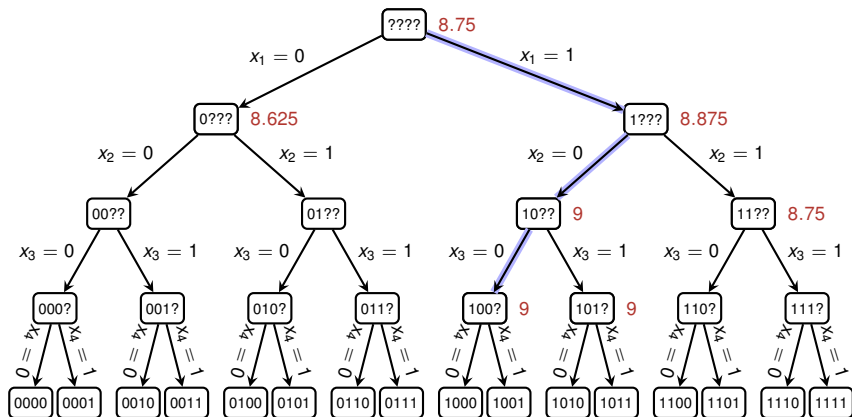 ???? 8.75
x₁ = 0 x₁ = 1
0??? 8.625 1??? 8.875
x₂ = 0 x₂ = 1 x₂ = 0 x₂ = 1
00?? 01?? 10?? 9 11?? 8.75
x₃ = 0 x₃ = 1 x₃ = 0 x₃ = 1 x₃ = 0 x₃ = 1 x₃ = 0 x₃ = 1
000? 001? 010? 011? 100? 9 101? 9 110? 111?
x₄ = 0 x₄ = 1 x₄ = 0 x₄ = 1 x₄ = 0 x₄ = 1 x₄ = 0 x₄ = 1 x₄ = 0 x₄ = 1 x₄ = 0 x₄ = 1 x₄ = 0 x₄ = 1 x₄ = 0 x₄ = 1
0000 0001 0010 0011 0100 0101 0110 0111 1000 1001 1010 1011 1100 1101 1110 1111